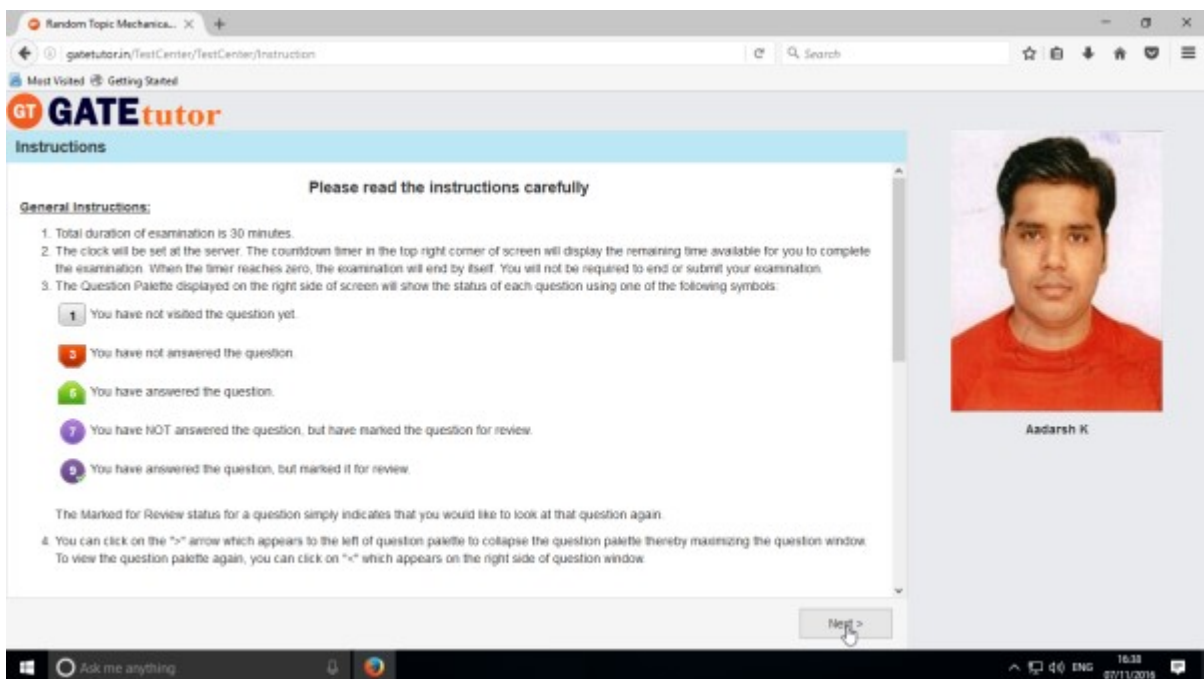 Random Topic Mechanica...
gatetutor.in/TestCenter/TestCenter/Instruction
Search
Most Visited Getting Started
GT GATEtutor
Instructions
Please read the instructions carefully
General Instructions:
1. Total duration of examination is 30 minutes.
2. The clock will be set at the server. The countdown timer in the top right corner of screen will display the remaining time available for you to complete
the examination. When the timer reaches zero, the examination will end by itself. You will not be required to end or submit your examination.
3. The Question Palette displayed on the right side of screen will show the status of each question using one of the following symbols:
1 You have not visited the question yet.
3 You have not answered the question.
5 You have answered the question.
7 You have NOT answered the question, but have marked the question for review.
9 You have answered the question, but marked it for review.
The Marked for Review status for a question simply indicates that you would like to look at that question again.
4. You can click on the ">" arrow which appears to the left of question palette to collapse the question palette thereby maximizing the question window.
To view the question palette again, you can click on "<" which appears on the right side of question window.
Next >
Aadarsh K
Ask me anything
ENG
16:33
07/11/2016